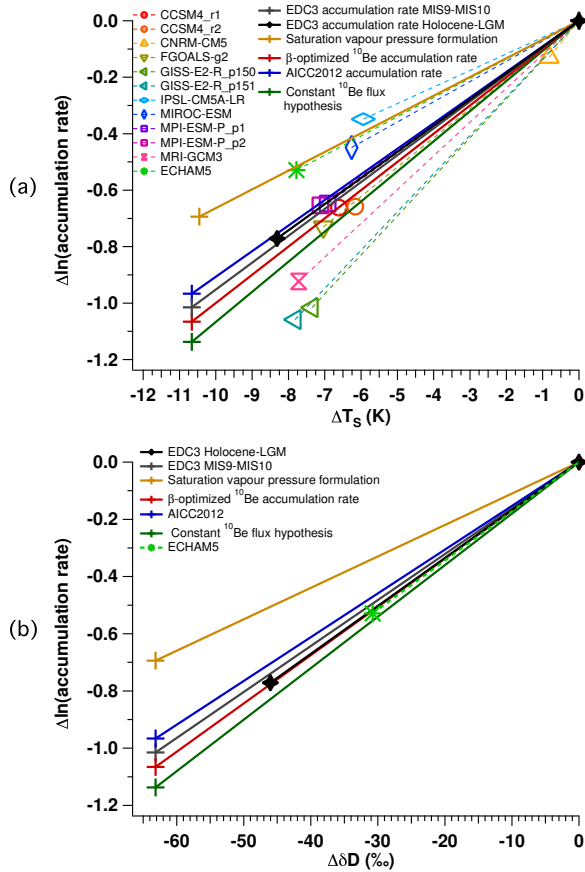 (a)
CCSM4_r1
CCSM4_r2
CNRM-CM5
FGOALS-g2
GISS-E2-R_p150
GISS-E2-R_p151
IPSL-CM5A-LR
MIROC-ESM
MPI-ESM-P_p1
MPI-ESM-P_p2
MRI-GCM3
ECHAM5
EDC3 accumulation rate MIS9-MIS10
EDC3 accumulation rate Holocene-LGM
Saturation vapour pressure formulation
β-optimized ¹⁰Be accumulation rate
AICC2012 accumulation rate
Constant ¹⁰Be flux
hypothesis
Δln(accumulation rate)
0.0
-0.2
-0.4
-0.6
-0.8
-1.0
-1.2
-12 -11 -10 -9 -8 -7 -6 -5 -4 -3 -2 -1 0
ΔT_S (K)
(b)
EDC3 Holocene-LGM
EDC3 MIS9-MIS10
Saturation vapour pressure formulation
β-optimized ¹⁰Be accumulation rate
AICC2012
Constant ¹⁰Be flux hypothesis
ECHAM5
Δln(accumulation rate)
0.0
-0.2
-0.4
-0.6
-0.8
-1.0
-1.2
-60 -50 -40 -30 -20 -10 0
ΔδD (‰)